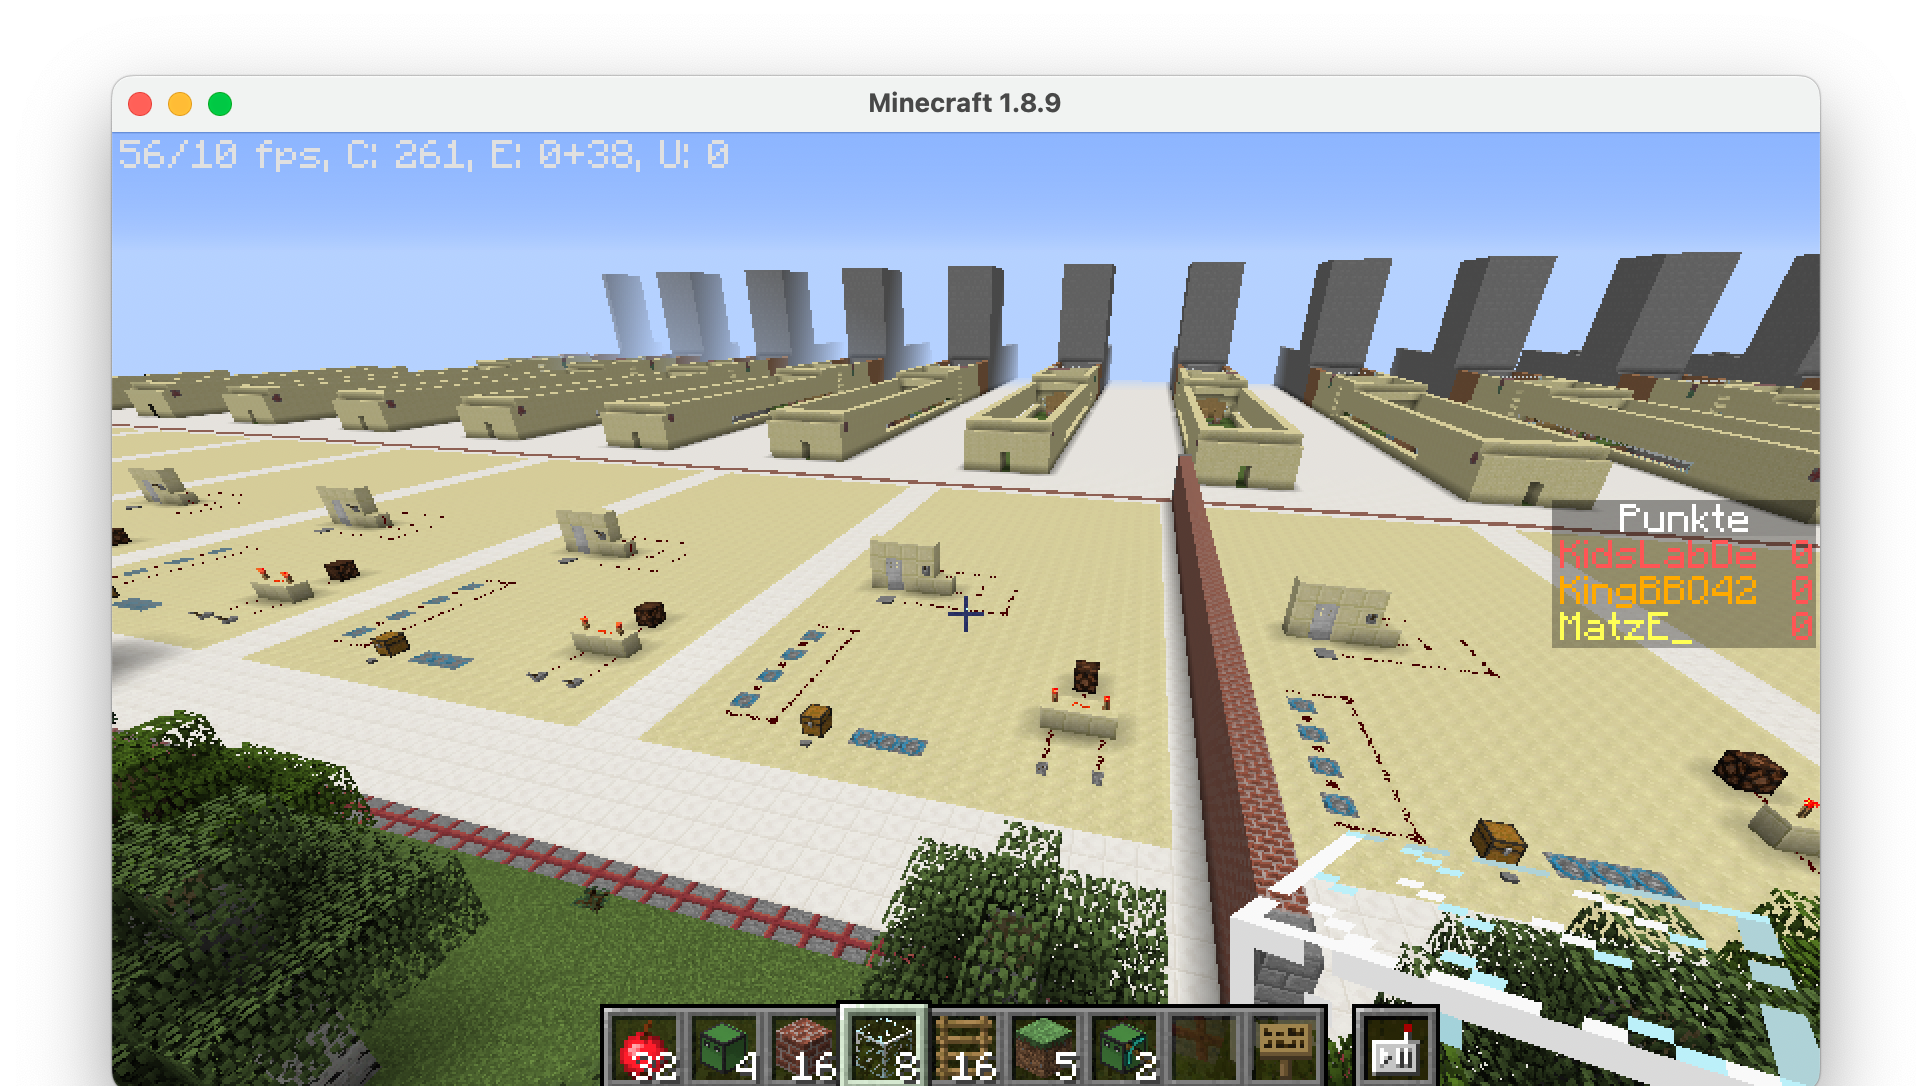 Minecraft 1.8.9
56/10 fps, C: 261, E: 0+38, U: 0
Punkte
KidsLabDe 0
KingBBQ42 0
MatzE_ 0
32 4 16 8 16 5 2